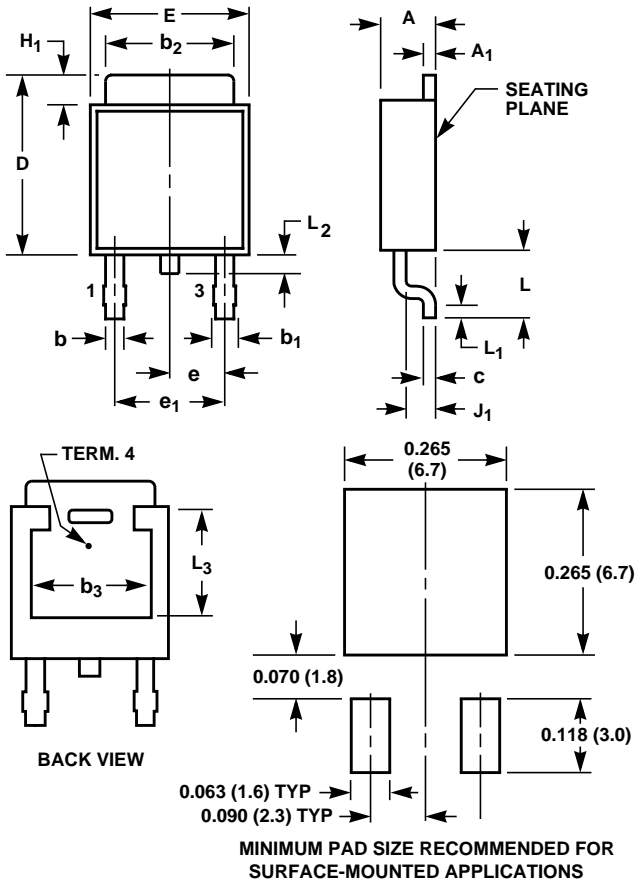 E
A
H1
b2
A1
SEATING
PLANE
D
L2
1
3
L
b
b1
L1
e
c
e1
J1
TERM. 4
0.265
(6.7)
b3
L3
0.265 (6.7)
0.070 (1.8)
0.118 (3.0)
BACK VIEW
0.063 (1.6) TYP
0.090 (2.3) TYP
MINIMUM PAD SIZE RECOMMENDED FOR
SURFACE-MOUNTED APPLICATIONS